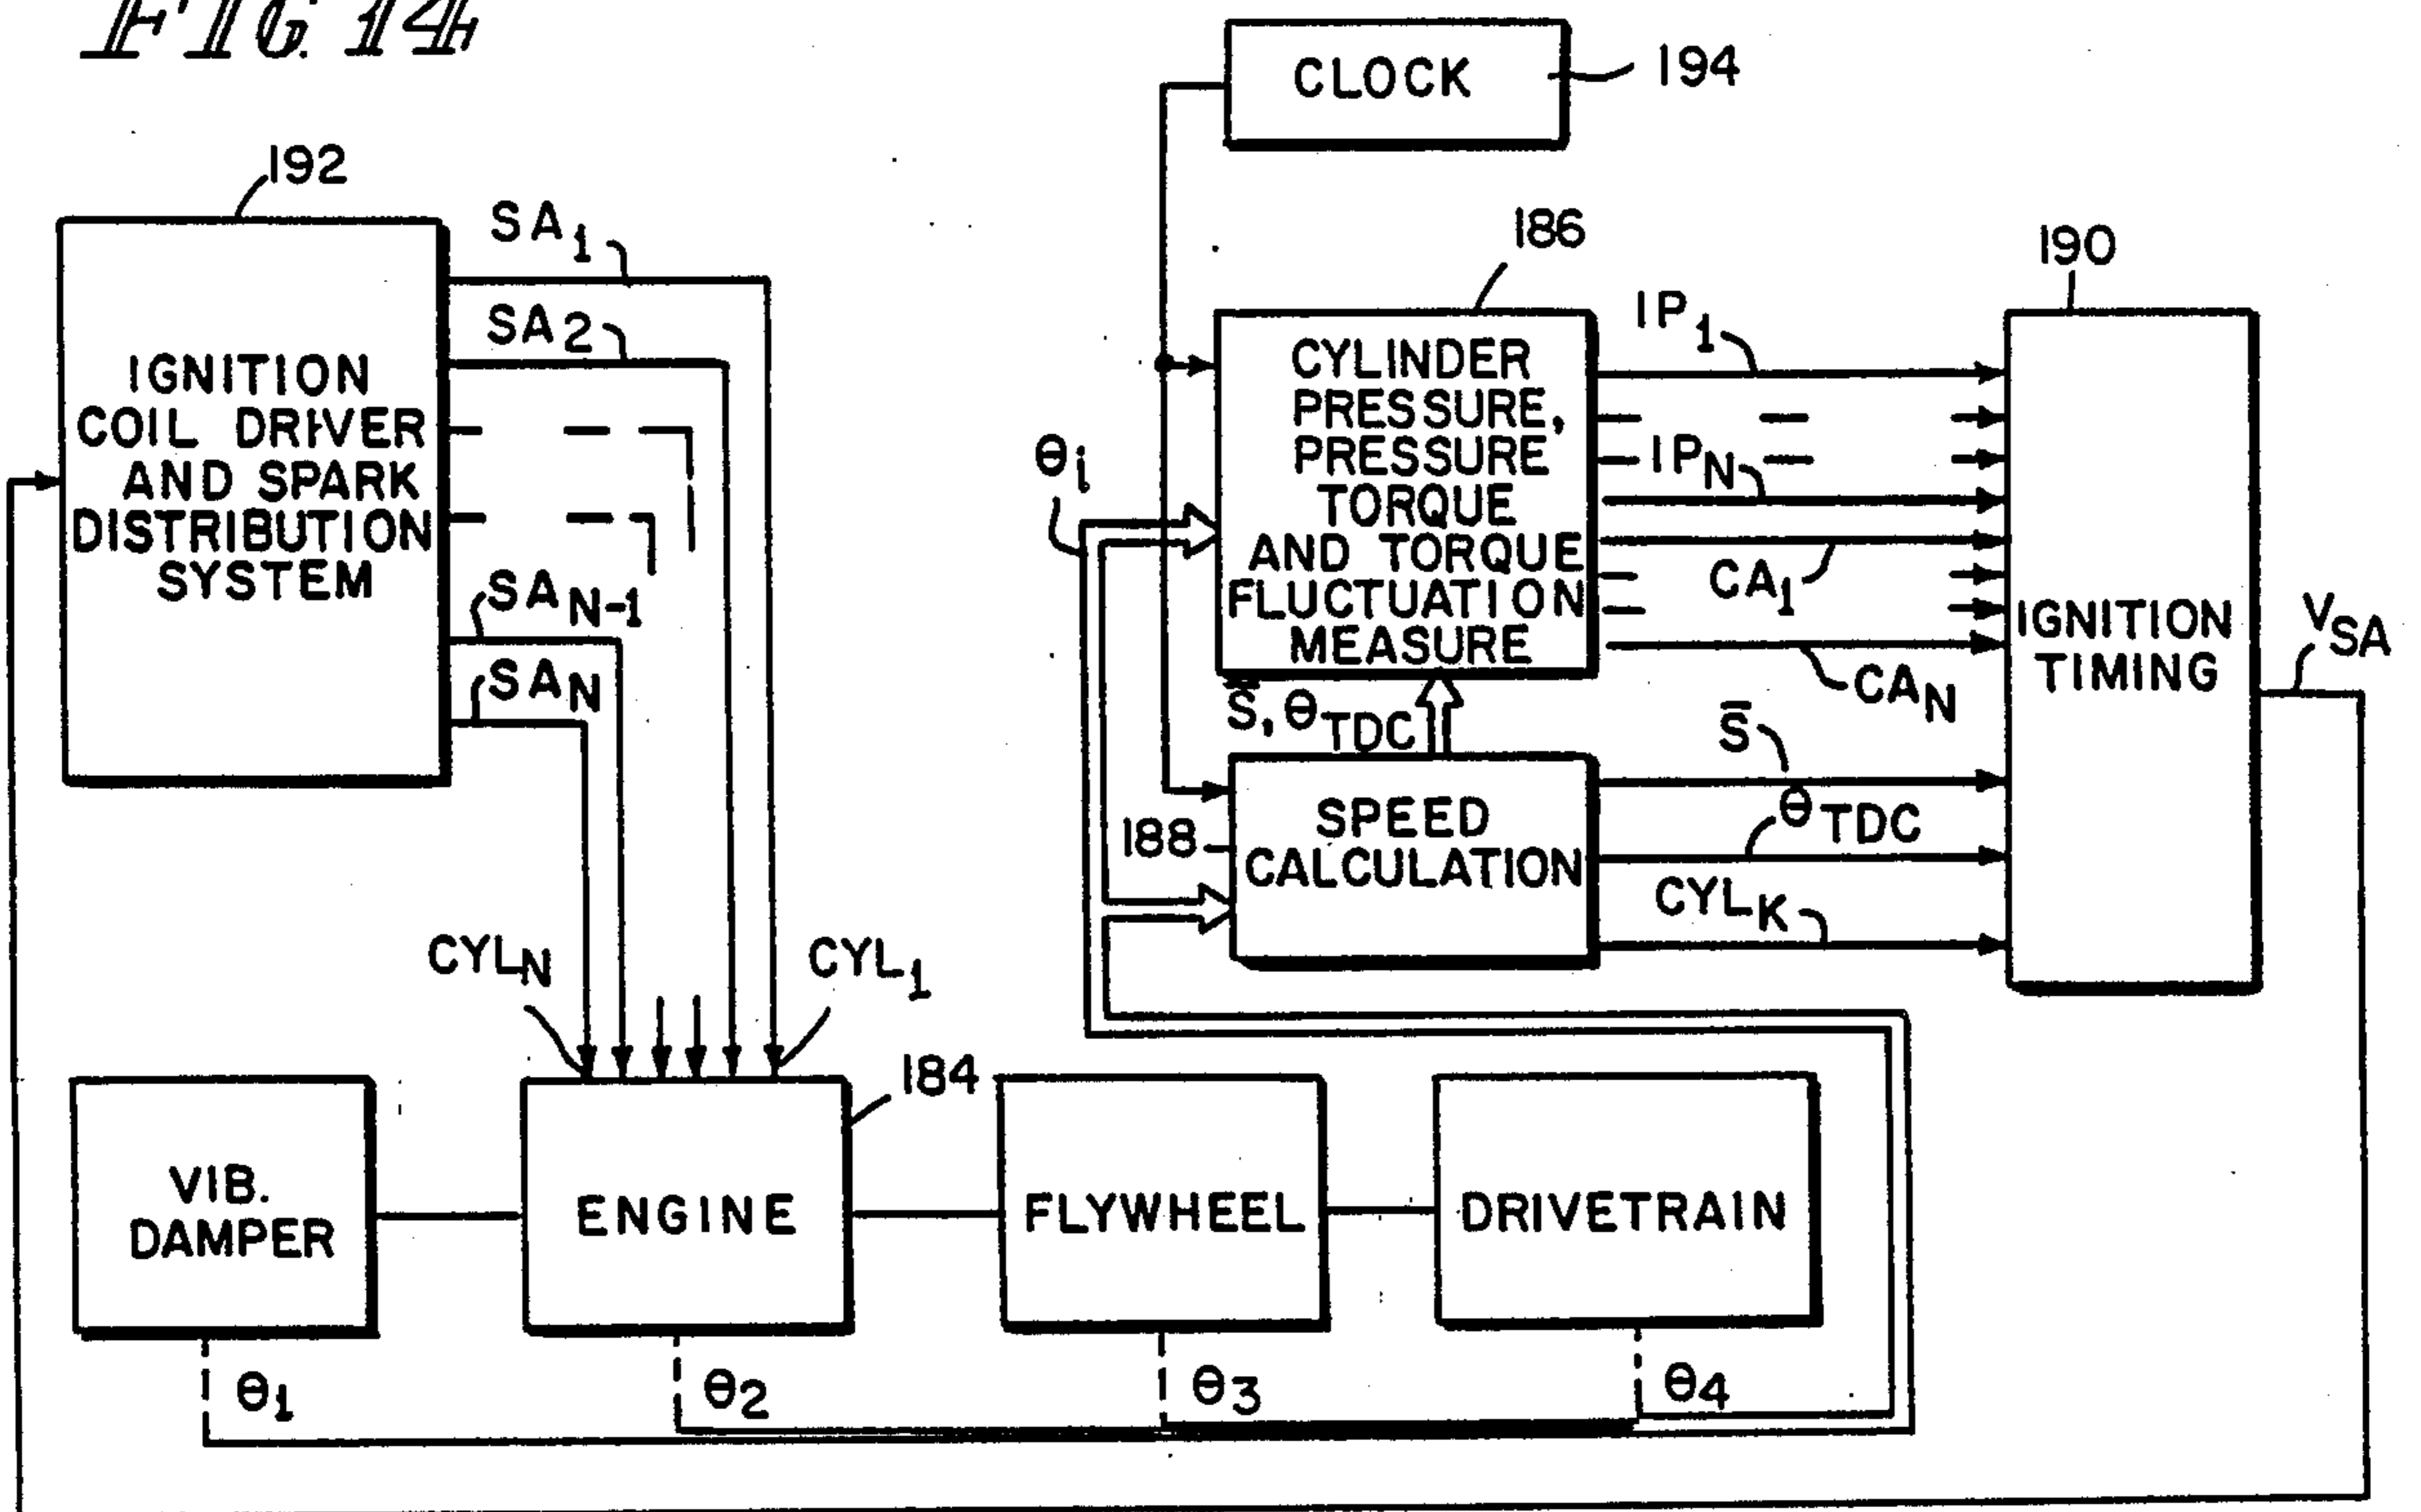 FIG. 14
CLOCK
194
192
IGNITION
COIL DRIVER
AND SPARK
DISTRIBUTION
SYSTEM
SA1
SA2
SAN-1
SAN
186
CYLINDER
PRESSURE,
PRESSURE
TORQUE
AND TORQUE
FLUCTUATION
MEASURE
θi
IP1
IPN
CA1
CAN
190
IGNITION
TIMING
VSA
S̄, θTDC
188
SPEED
CALCULATION
S̄
θTDC
CYLK
CYLN
CYL1
184
VIB.
DAMPER
ENGINE
FLYWHEEL
DRIVETRAIN
θ1
θ2
θ3
θ4